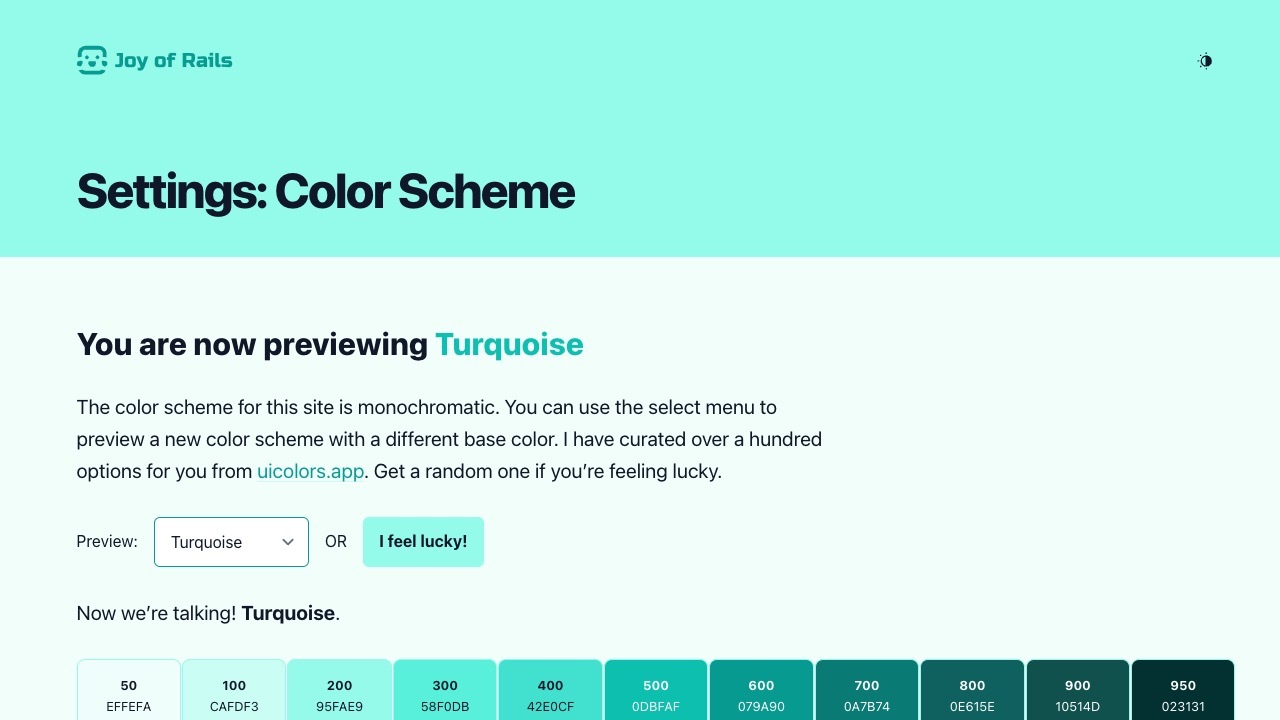 Joy of Rails
Settings: Color Scheme
You are now previewing Turquoise
The color scheme for this site is monochromatic. You can use the select menu to
preview a new color scheme with a different base color. I have curated over a hundred
options for you from uicolors.app. Get a random one if you’re feeling lucky.
Preview: Turquoise OR I feel lucky!
Now we’re talking! Turquoise.
50 100 200 300 400 500 600 700 800 900 950
EFFEFA CAFDF3 95FAE9 58F0DB 42E0CF 0DBFAF 079A90 0A7B74 0E615E 10514D 023131